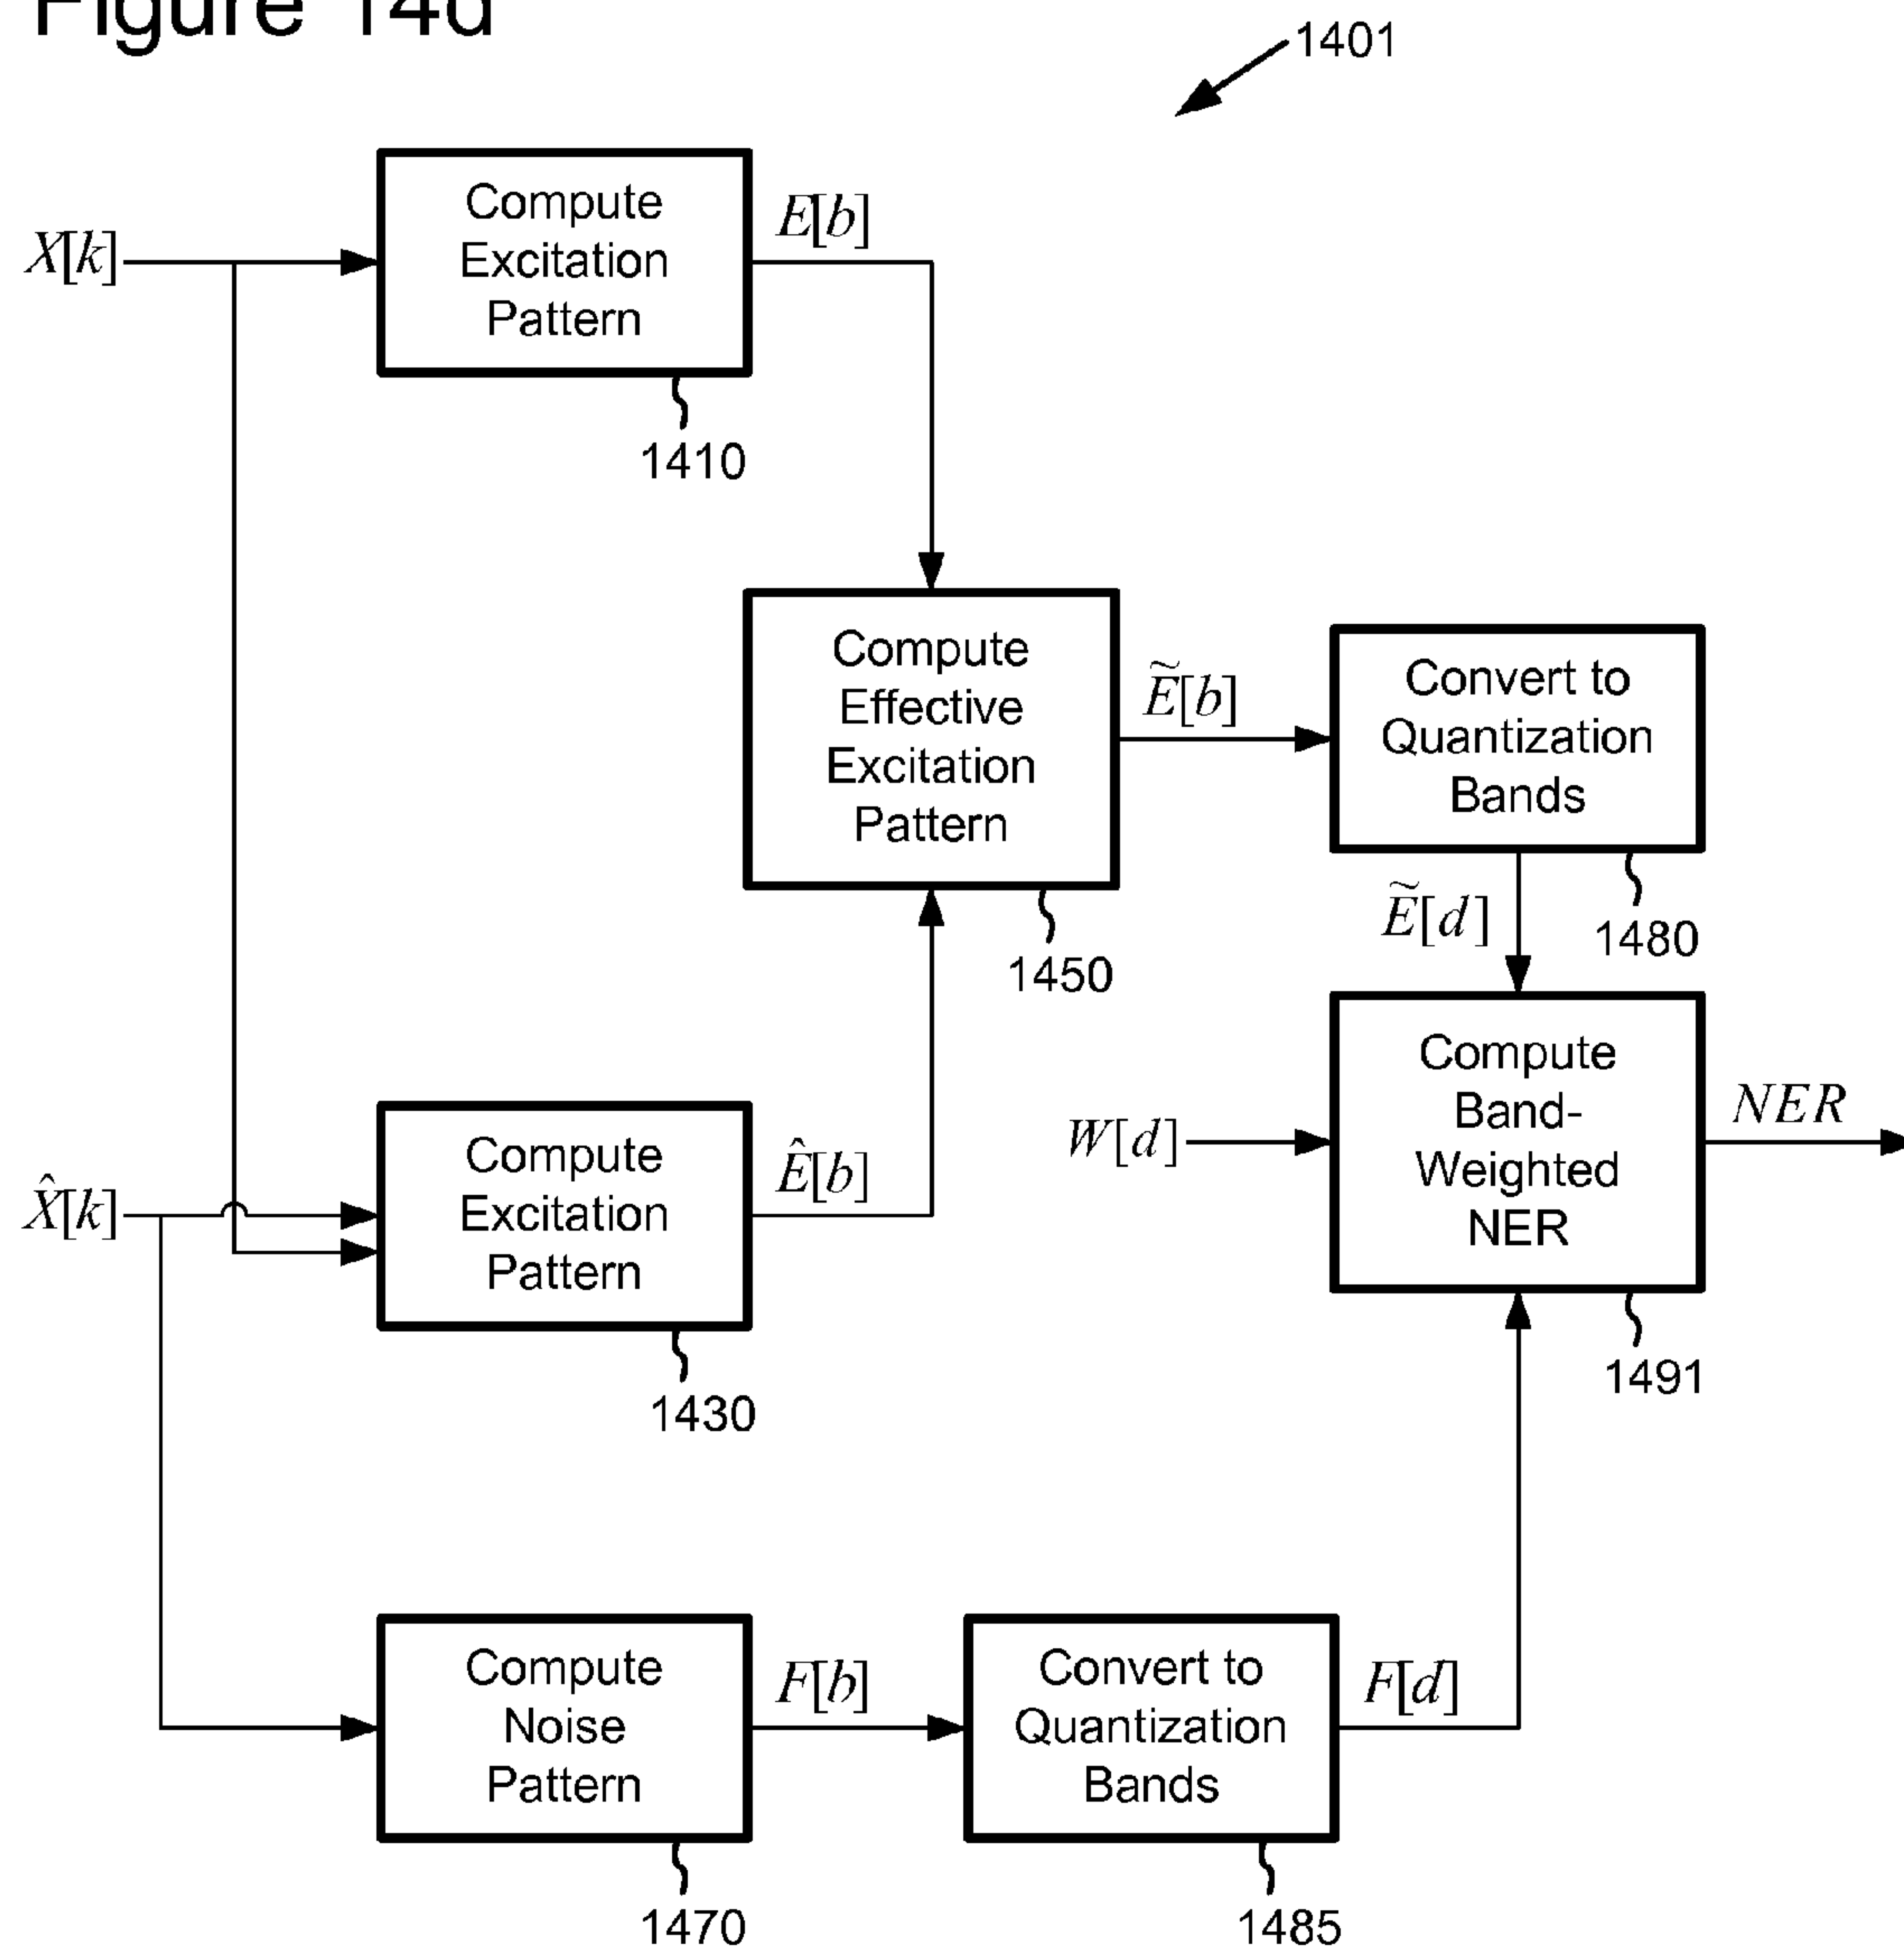 Figure 14d
1401
X[k]
Compute
Excitation
Pattern
E[b]
1410
Compute
Effective
Excitation
Pattern
Ẽ[b]
1450
Convert to
Quantization
Bands
Ẽ[d]
1480
X̂[k]
Compute
Excitation
Pattern
Ê[b]
1430
W[d]
Compute
Band-
Weighted
NER
NER
1491
Compute
Noise
Pattern
F[b]
1470
Convert to
Quantization
Bands
F[d]
1485